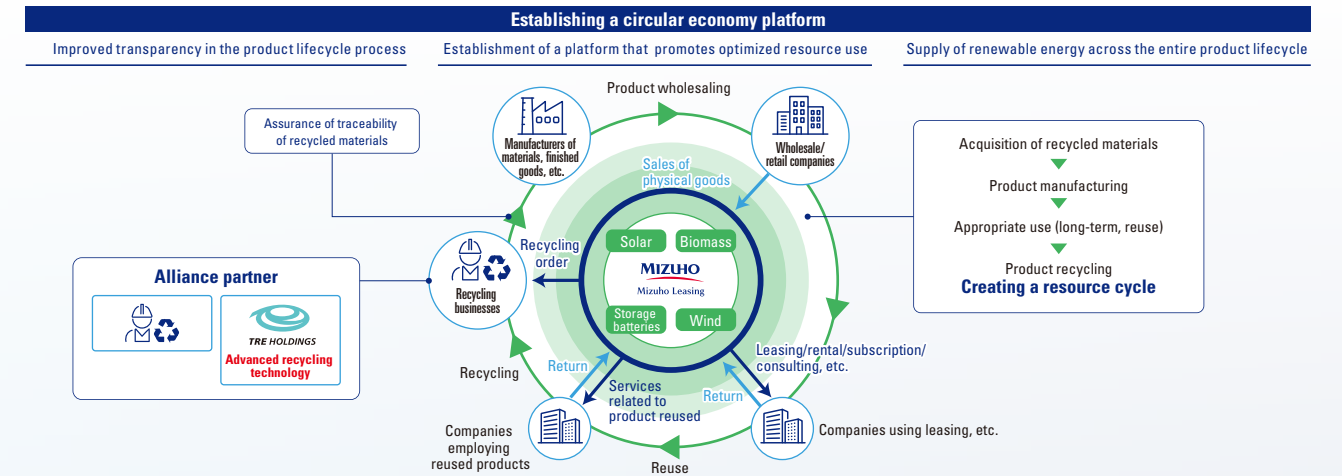 Establishing a circular economy platform
Improved transparency in the product lifecycle process
Establishment of a platform that promotes optimized resource use
Supply of renewable energy across the entire product lifecycle
Assurance of traceability
of recycled materials
Alliance partner
TRE HOLDINGS
Advanced recycling
technology
Product wholesaling
Manufacturers of
materials, finished
goods, etc.
Wholesale/
retail companies
Sales of
physical goods
Recycling
order
Recycling
businesses
Solar
Biomass
MIZUHO
Mizuho Leasing
Storage
batteries
Wind
Leasing/rental/subscription/
consulting, etc.
Return
Services
related to
product reused
Return
Recycling
Companies
employing
reused products
Reuse
Companies using leasing, etc.
Acquisition of recycled materials
Product manufacturing
Appropriate use (long-term, reuse)
Product recycling
Creating a resource cycle